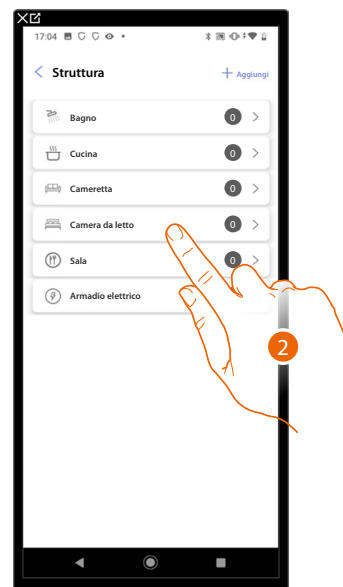 17:04
Struttura
+ Aggiungi
Bagno 0
Cucina 0
Cameretta 0
Camera da letto 0
Sala 0
Armadio elettrico
2